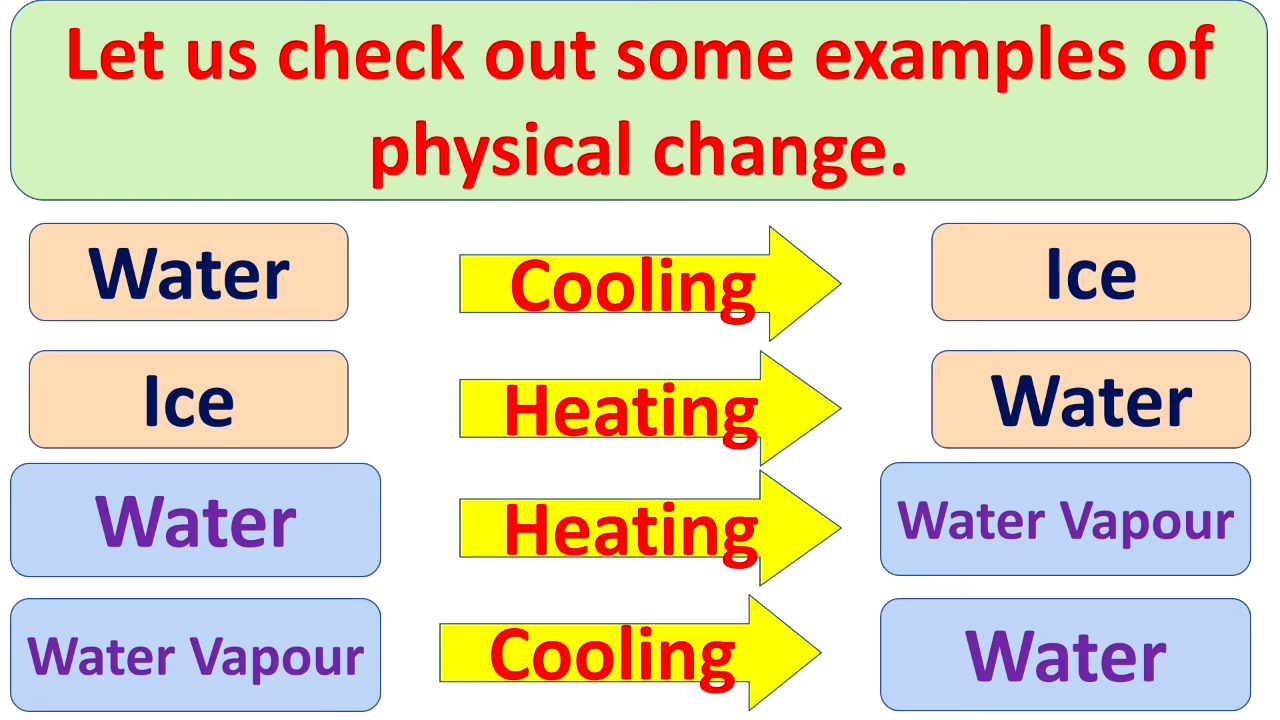 Let us check out some examples of
physical change.
Water Cooling Ice
Ice Heating Water
Water Heating Water Vapour
Water Vapour Cooling Water